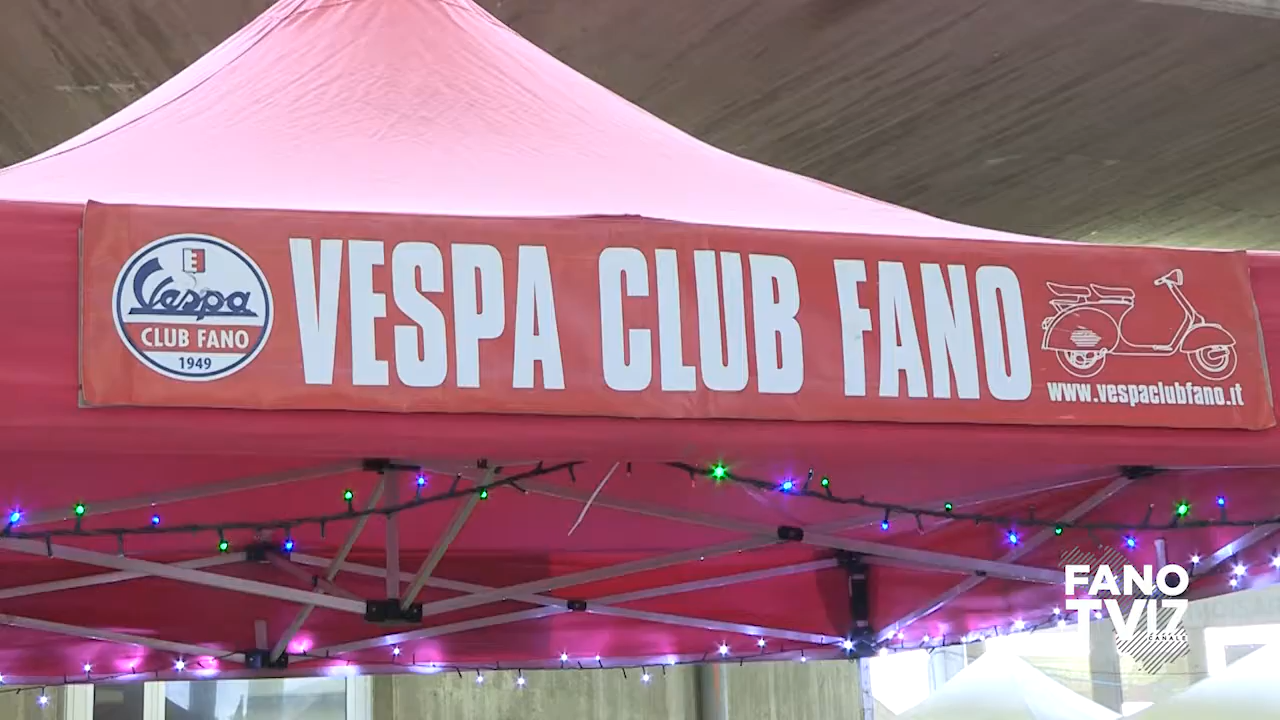 Vespa
CLUB FANO
1949
VESPA CLUB FANO
www.vespaclubfano.it
FANO
TV17
CANALE